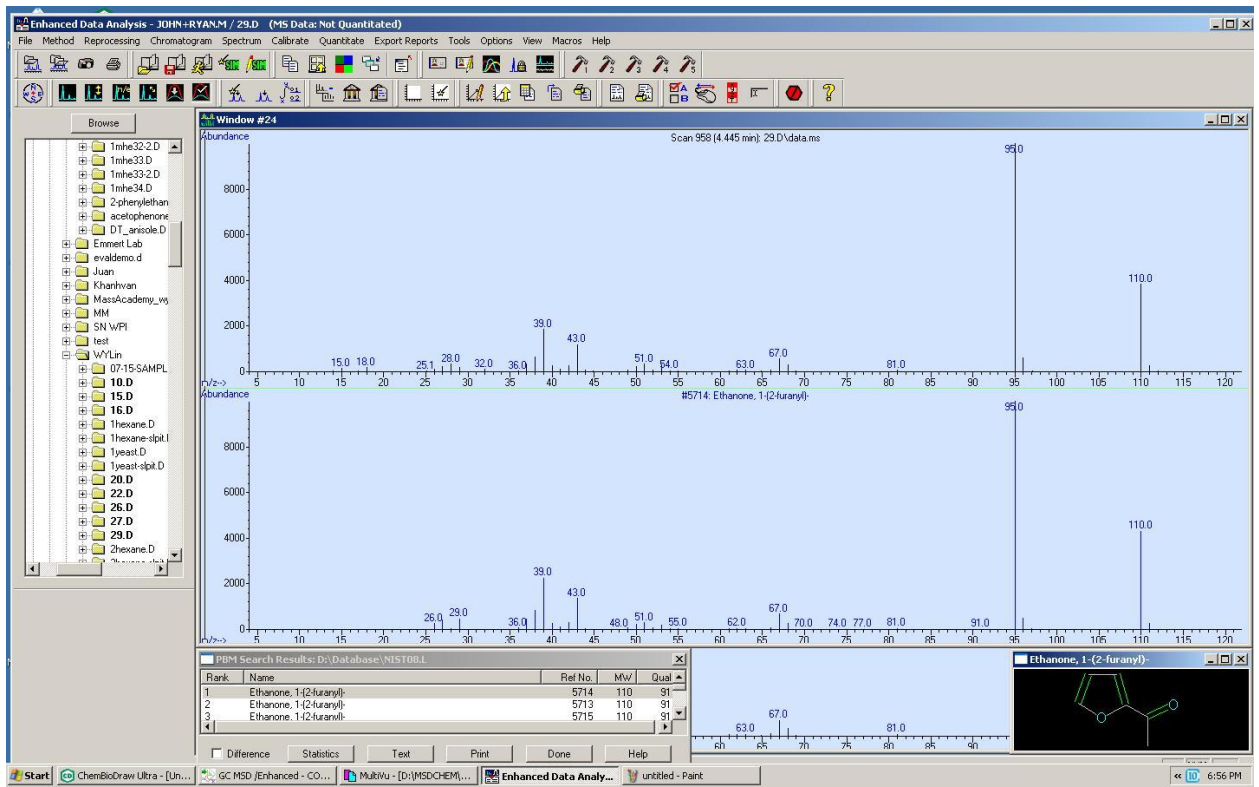 Enhanced Data Analysis - JOHN+RYAN.M / 29.D (MS Data: Not Quantitated)
File Method Reprocessing Chromatogram Spectrum Calibrate Quantitate Export Reports Tools Options View Macros Help
Browse
1mhe32-2.D
1mhe33.D
1mhe33-2.D
1mhe34.D
2-phenylethan
acetophenone
DT_anisole.D
Emmert Lab
evaldemo.d
Juan
Khanhvan
MassAcademy_wy
MM
SN WPI
test
WYLin
07-15-SAMPL
10.D
15.D
16.D
1hexane.D
1hexane-slpit.l
1yeast.D
1yeast-slpit.D
20.D
22.D
26.D
27.D
29.D
2hexane.D
Window #24
Abundance
Scan 958 (4.445 min): 29.D\data.ms
95.0
8000
6000
4000
110.0
2000
39.0
43.0
67.0
15.0 18.0 25.1 28.0 32.0 36.0 51.0 54.0 63.0 81.0
0
m/z--> 5 10 15 20 25 30 35 40 45 50 55 60 65 70 75 80 85 90 95 100 105 110 115 120
Abundance
#5714: Ethanone, 1-(2-furanyl)-
95.0
8000
6000
4000
110.0
2000
39.0
43.0
67.0
26.0 29.0 36.0 48.0 51.0 55.0 62.0 70.0 74.0 77.0 81.0 91.0
0
m/z--> 5 10 15 20 25 30 35 40 45 50 55 60 65 70 75 80 85 90 95 100 105 110 115 120
PBM Search Results: D:\Database\NIST08.L
Rank Name Ref No. MW Qual
1 Ethanone, 1-(2-furanyl)- 5714 110 91
2 Ethanone, 1-(2-furanyl)- 5713 110 91
3 Ethanone, 1-(2-furanyl)- 5715 110 91
Difference Statistics Text Print Done Help
67.0
63.0 81.0
60 65 70 75 80 85 90
Ethanone, 1-(2-furanyl)-
O
O
Start ChemBioDraw Ultra - [Un... GC MSD /Enhanced - CO... MultiVu - [D:\MSDCHEM\... Enhanced Data Analy... untitled - Paint « 6:56 PM